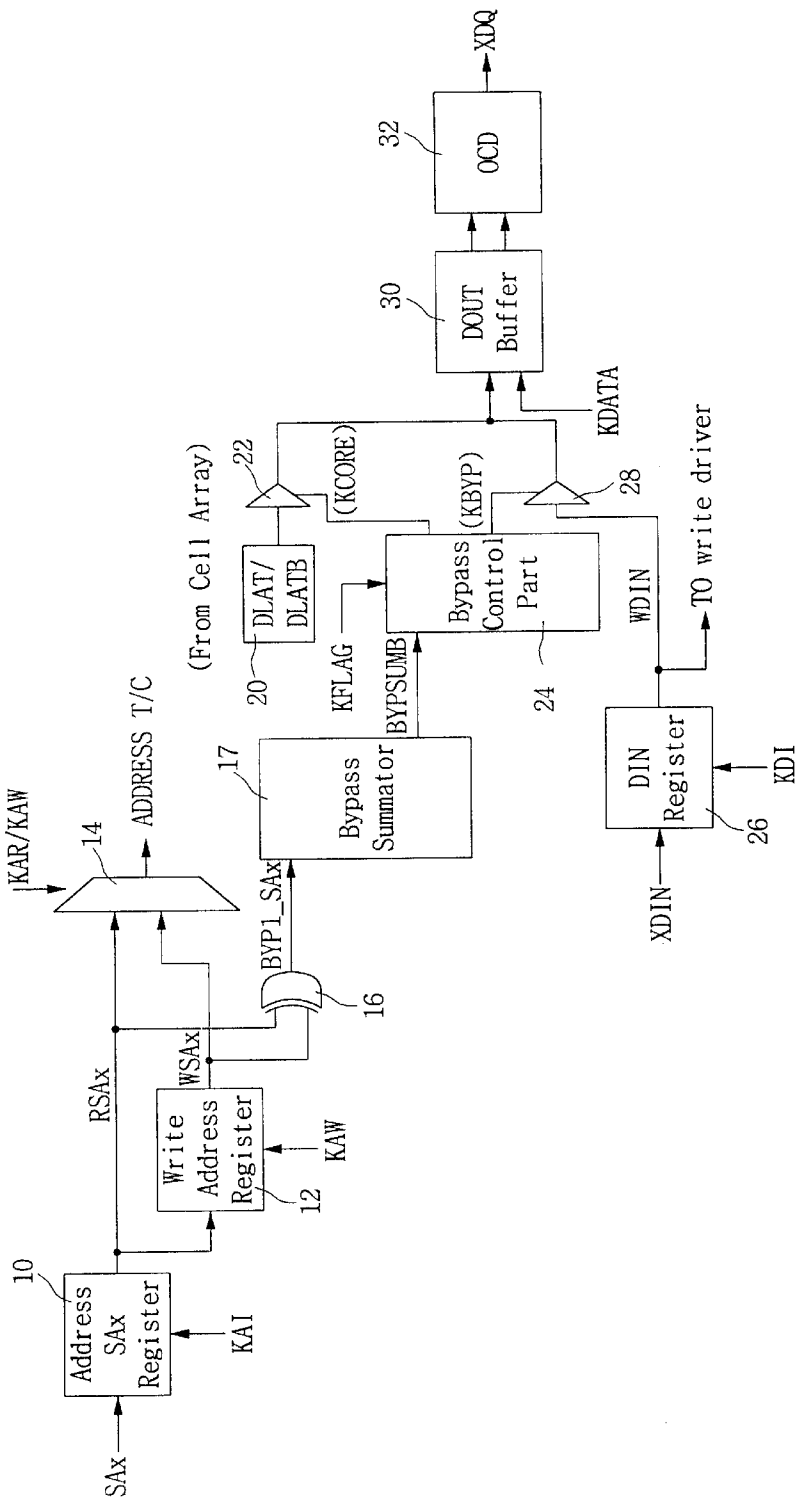 SAx
10
Address
SAx
Register
KAI
RSAx
Write
Address
Register
12
KAW
WSAx
KAR/KAW
14
ADDRESS T/C
16
BYP1_SAx
17
Bypass
Summator
BYPSUMB
KFLAG
(From Cell Array)
20
DLAT/
DLATB
22
(KCORE)
Bypass
Control
Part
24
(KBYP)
28
XDIN
DIN
Register
26
KDI
WDIN
TO write driver
30
DOUT
Buffer
KDATA
32
OCD
XDQ